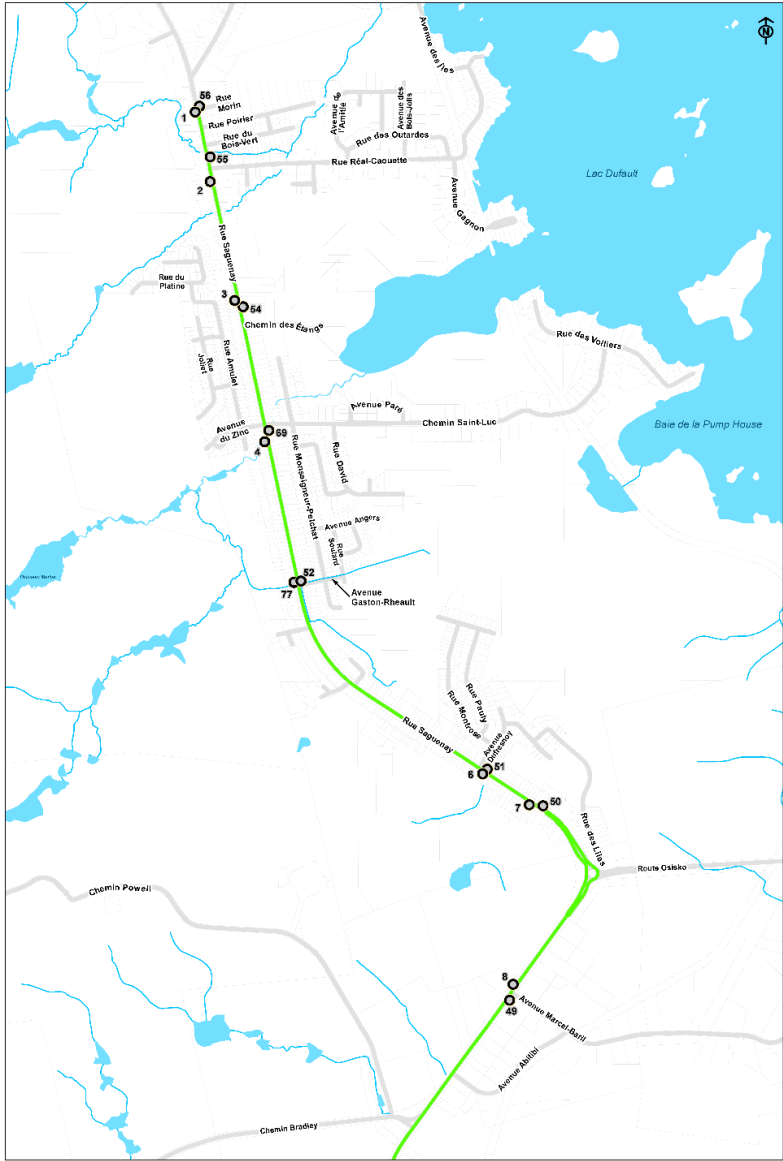 N
Avenue des Îles
56
Rue
Morin
1
Rue Poirier
Rue du
Bois-Vert
Avenue de
l'Amitié
Avenue des
Bois-Jolis
Rue des Outardes
55
Rue Réal-Caouette
2
Lac Dufault
Avenue Gagnon
Rue Saguenay
Rue du
Platine
3
54
Chemin des Étangs
Rue des Voiliers
Rue
Joliet
Rue Amulet
Avenue Paré
Avenue
du Zinc
69
4
Chemin Saint-Luc
Baie de la Pump House
Rue Monseigneur-Pelchat
Rue David
Avenue Angers
Rue
Soulard
52
77
Avenue
Gaston-Rheault
Rue Pauly
Rue Montrose
Rue Saguenay
Avenue
Dufresnoy
51
6
7
50
Rue des Lilas
Route Osisko
Chemin Powell
8
49
Avenue Marcel-Baril
Avenue Abitibi
Chemin Bradley